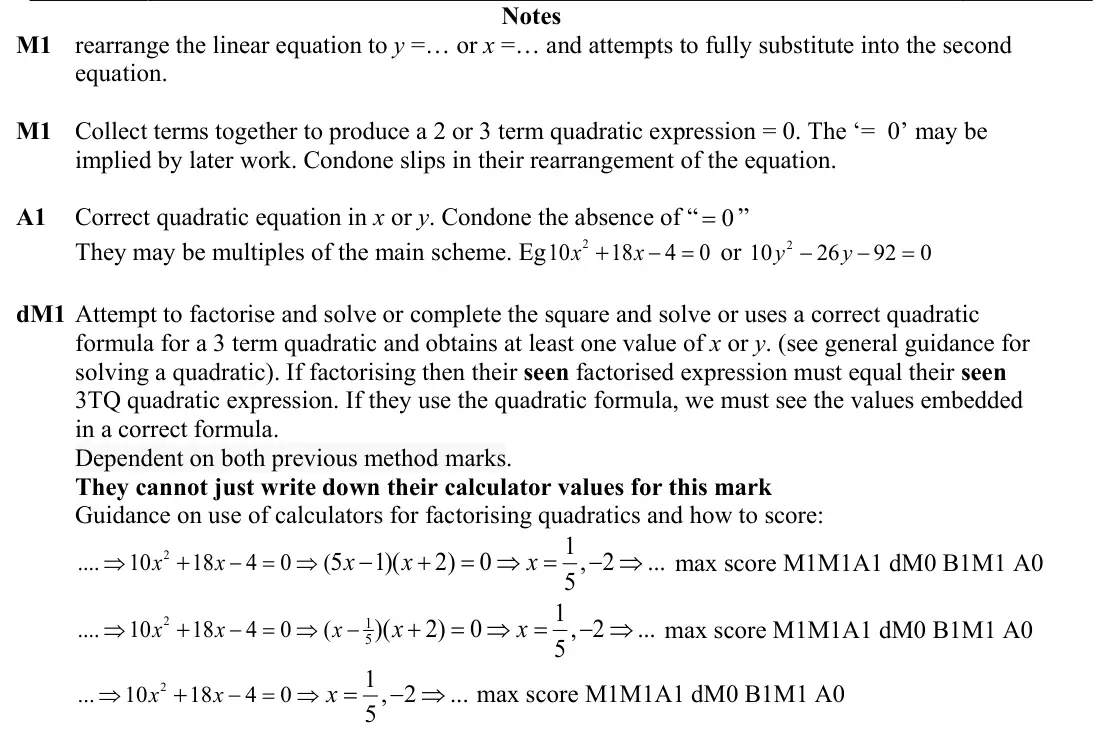 Notes
M1 rearrange the linear equation to y =… or x =… and attempts to fully substitute into the second
equation.
M1 Collect terms together to produce a 2 or 3 term quadratic expression = 0. The ‘= 0’ may be
implied by later work. Condone slips in their rearrangement of the equation.
A1 Correct quadratic equation in x or y. Condone the absence of “ = 0 ”
They may be multiples of the main scheme. Eg 10x² +18x − 4 = 0 or 10y² − 26y − 92 = 0
dM1 Attempt to factorise and solve or complete the square and solve or uses a correct quadratic
formula for a 3 term quadratic and obtains at least one value of x or y. (see general guidance for
solving a quadratic). If factorising then their seen factorised expression must equal their seen
3TQ quadratic expression. If they use the quadratic formula, we must see the values embedded
in a correct formula.
Dependent on both previous method marks.
They cannot just write down their calculator values for this mark
Guidance on use of calculators for factorising quadratics and how to score:
.... ⇒ 10x² +18x − 4 = 0 ⇒ (5x −1)(x + 2) = 0 ⇒ x = 1/5, −2 ⇒ ... max score M1M1A1 dM0 B1M1 A0
.... ⇒ 10x² +18x − 4 = 0 ⇒ (x − 1/5)(x + 2) = 0 ⇒ x = 1/5, −2 ⇒ ... max score M1M1A1 dM0 B1M1 A0
... ⇒ 10x² +18x − 4 = 0 ⇒ x = 1/5, −2 ⇒ ... max score M1M1A1 dM0 B1M1 A0